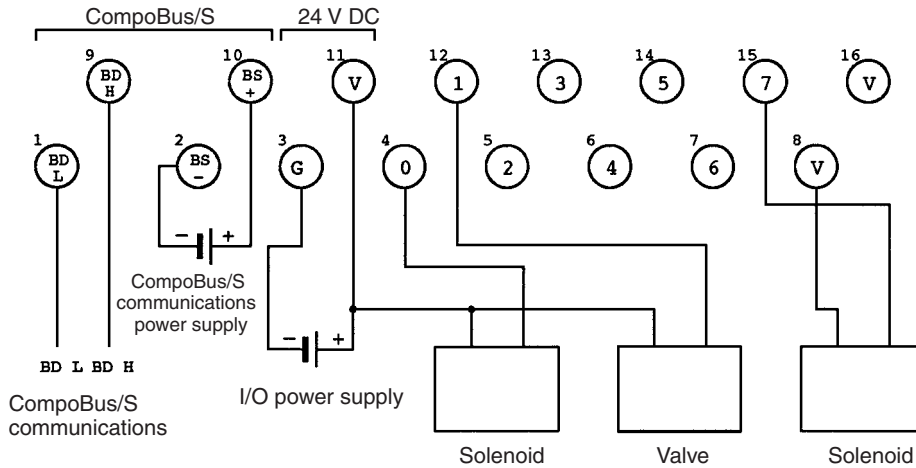 CompoBus/S 24 V DC
9 10 11 12 13 14 15 16
BD H BS + V 1 3 5 7 V
1 2 3 4 5 6 7 8
BD L BS − G 0 2 4 6 V
− +
CompoBus/S
communications
power supply
− +
BD L BD H
I/O power supply
CompoBus/S
communications
Solenoid Valve Solenoid